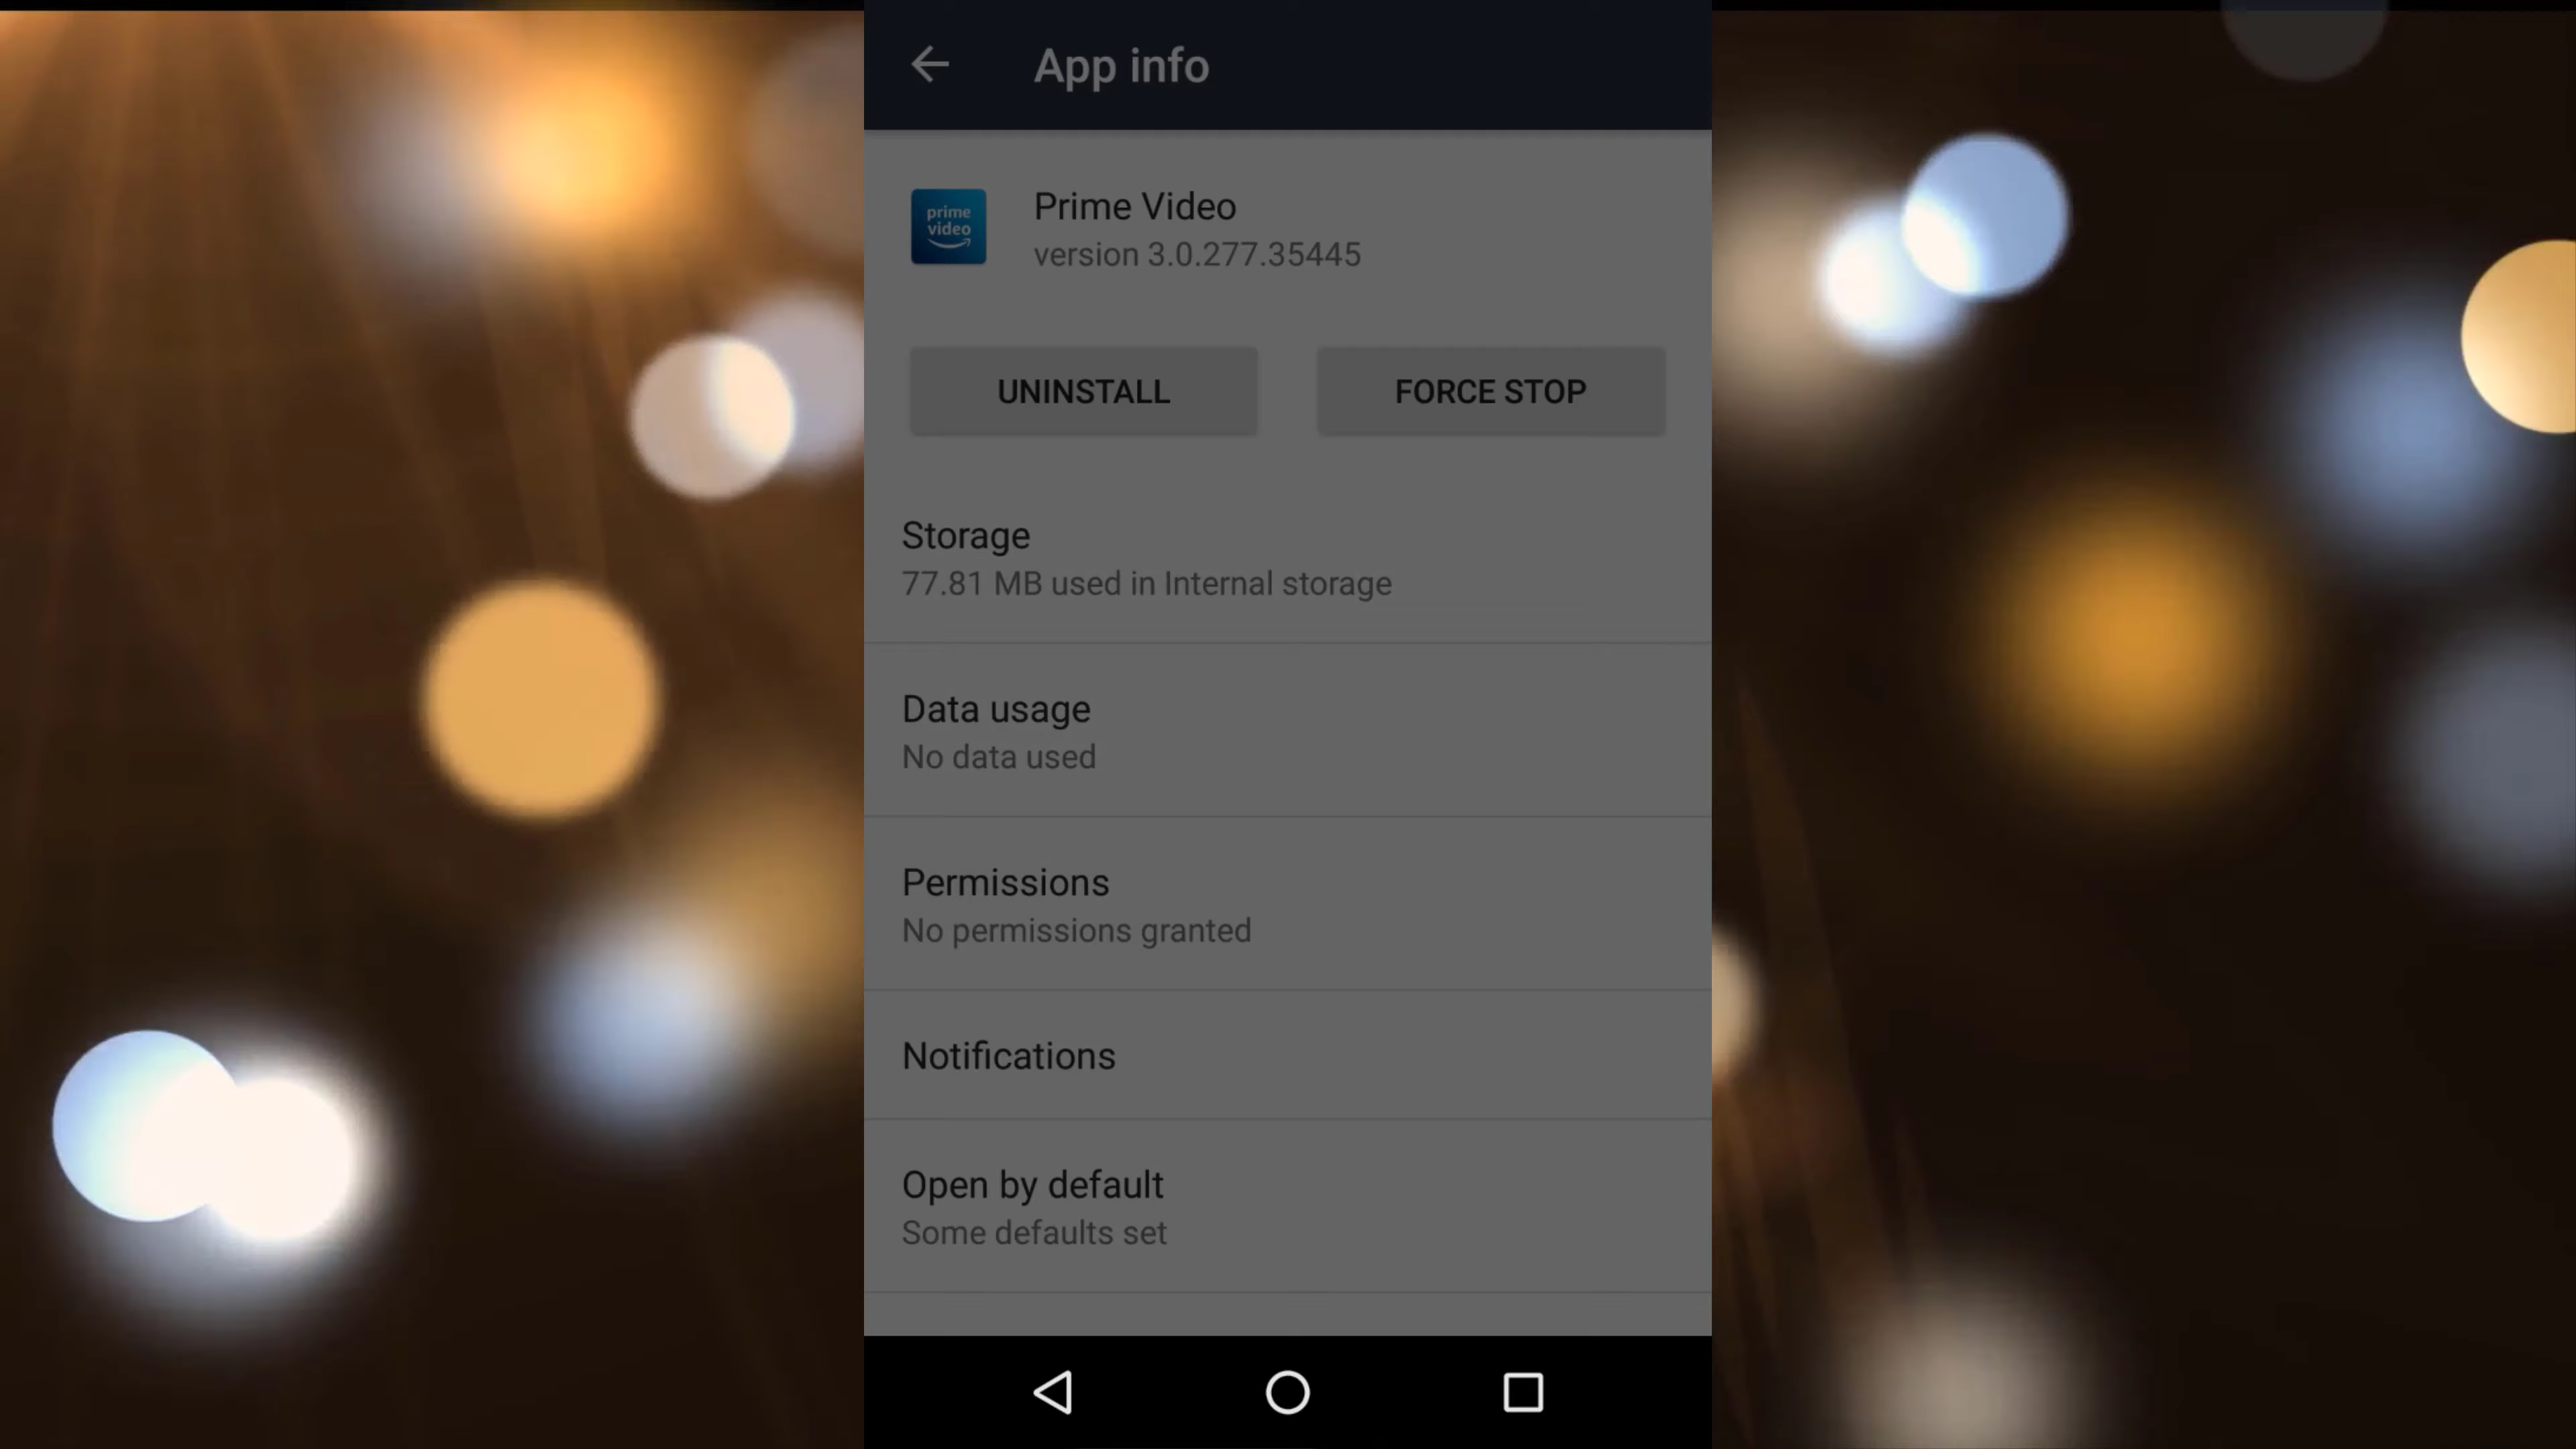 App info
prime
video
Prime Video
version 3.0.277.35445
UNINSTALL
FORCE STOP
Storage
77.81 MB used in Internal storage
Data usage
No data used
Permissions
No permissions granted
Notifications
Open by default
Some defaults set